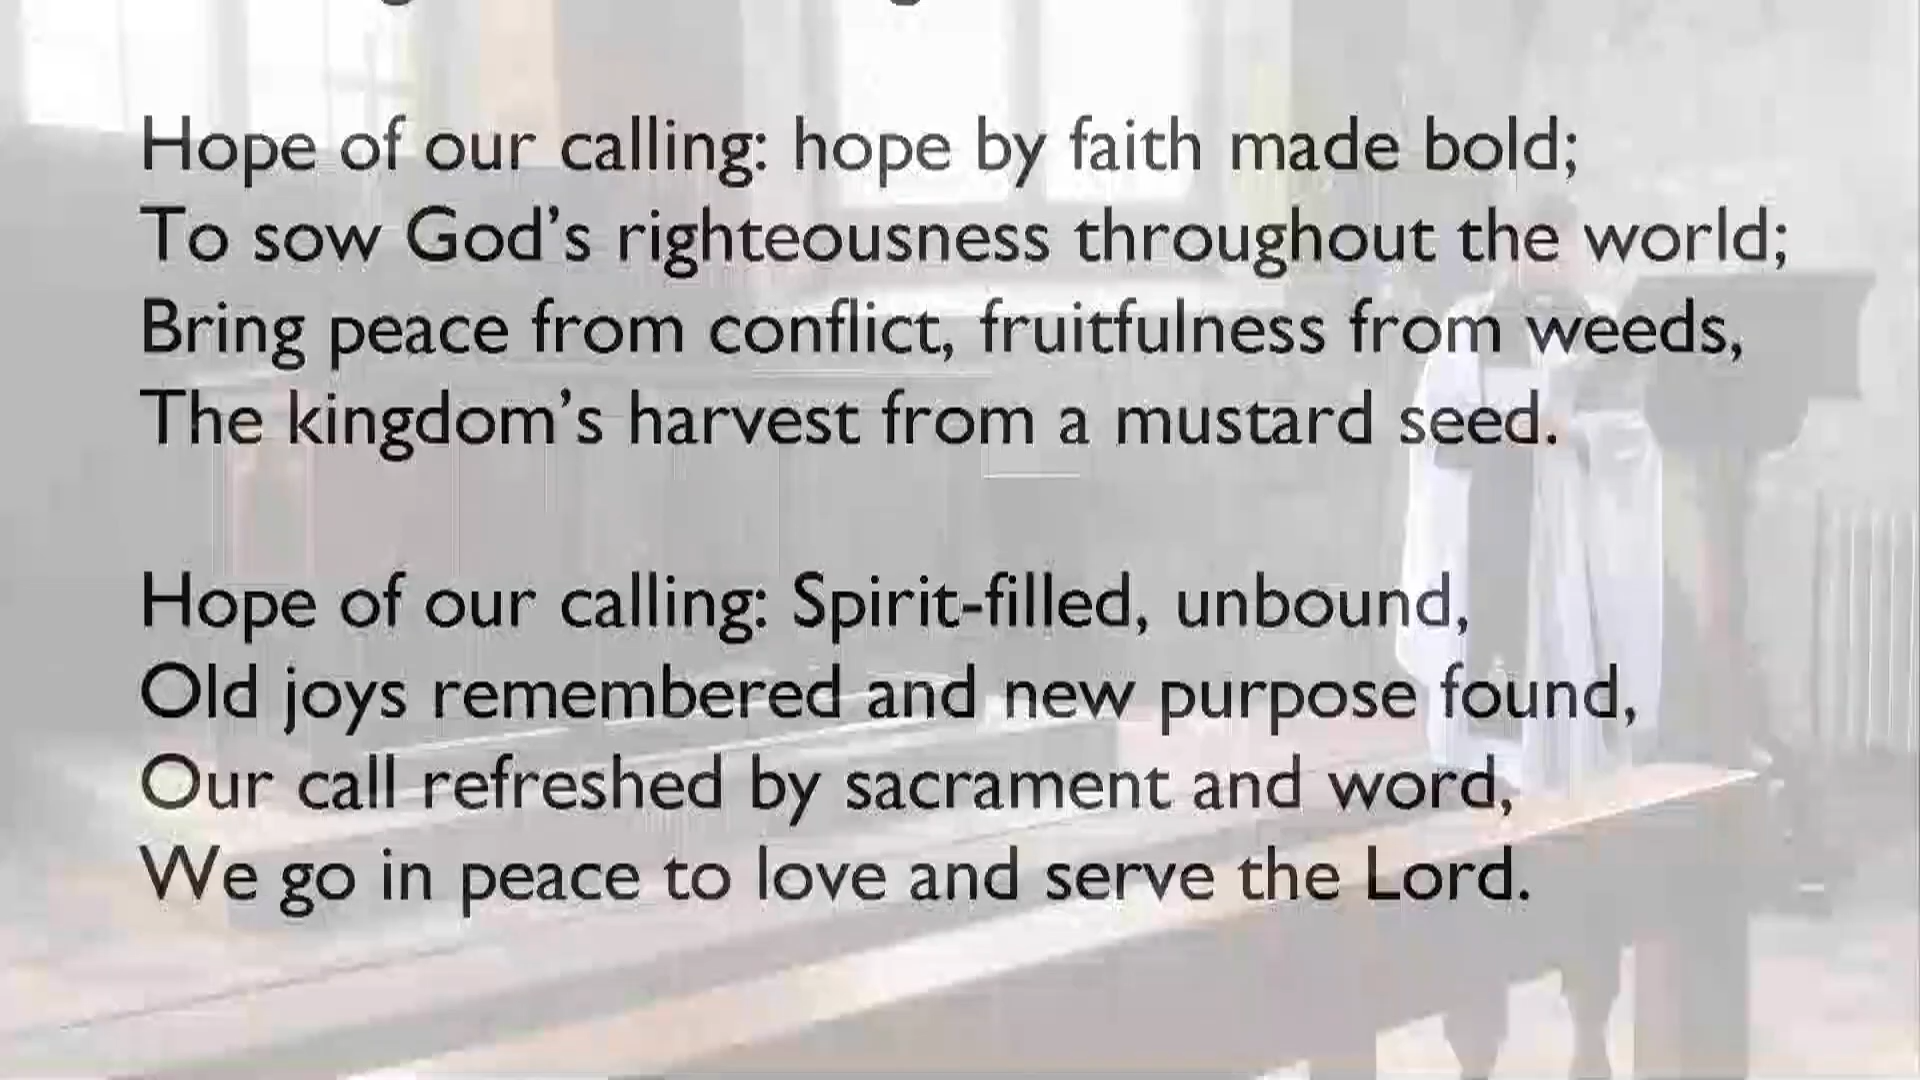 Hope of our calling: hope by faith made bold;
To sow God’s righteousness throughout the world;
Bring peace from conflict, fruitfulness from weeds,
The kingdom’s harvest from a mustard seed.
Hope of our calling: Spirit-filled, unbound,
Old joys remembered and new purpose found,
Our call refreshed by sacrament and word,
We go in peace to love and serve the Lord.